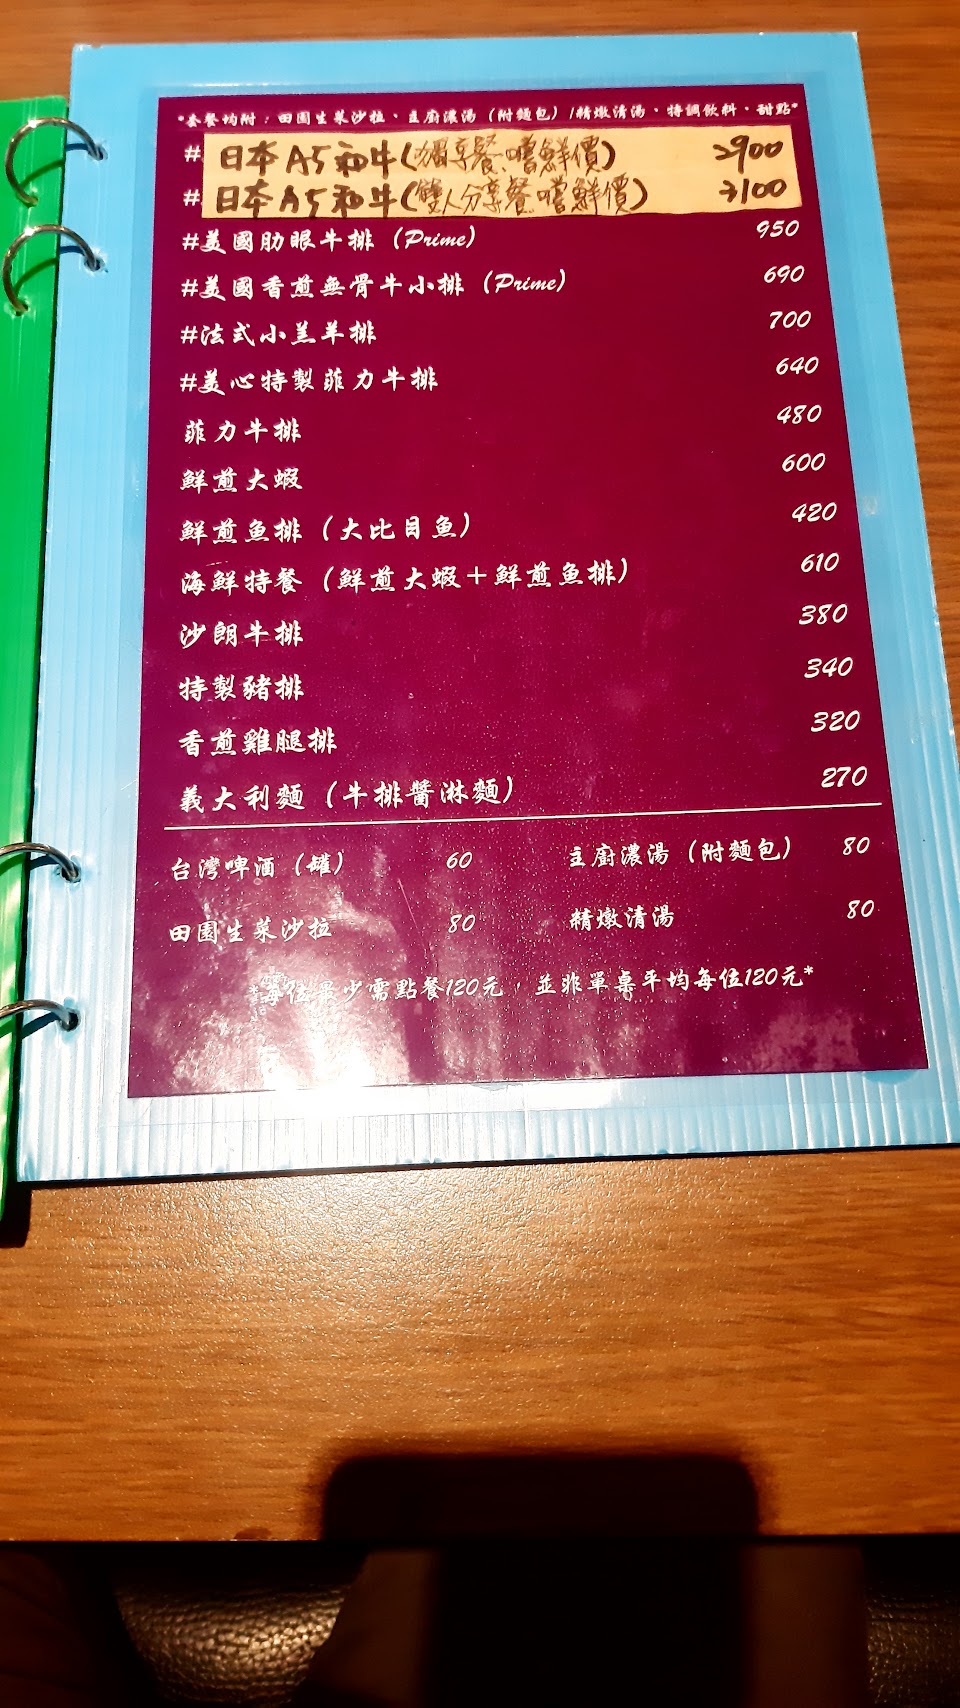 *套餐均附：田園生菜沙拉、主廚濃湯（附麵包）/精燉清湯、特調飲料、甜點*
# 日本A5和牛(獨享餐 嚐鮮價) 2900
# 日本A5和牛(雙人分享餐 嚐鮮價) 3100
#美國肋眼牛排（Prime） 950
#美國香煎無骨牛小排（Prime） 690
#法式小羔羊排 700
#美心特製菲力牛排 640
菲力牛排 480
鮮煎大蝦 600
鮮煎魚排（大比目魚） 420
海鮮特餐（鮮煎大蝦＋鮮煎魚排） 610
沙朗牛排 380
特製豬排 340
香煎雞腿排 320
義大利麵（牛排醬淋麵） 270
台灣啤酒（罐） 60 主廚濃湯（附麵包） 80
田園生菜沙拉 80 精燉清湯 80
*每位最少需點餐120元，並非單桌平均每位120元*